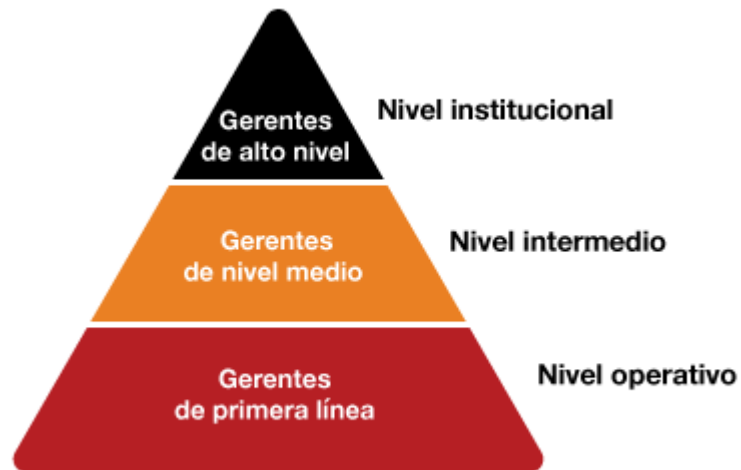 Gerentes
de alto nivel
Nivel institucional
Gerentes
de nivel medio
Nivel intermedio
Gerentes
de primera línea
Nivel operativo